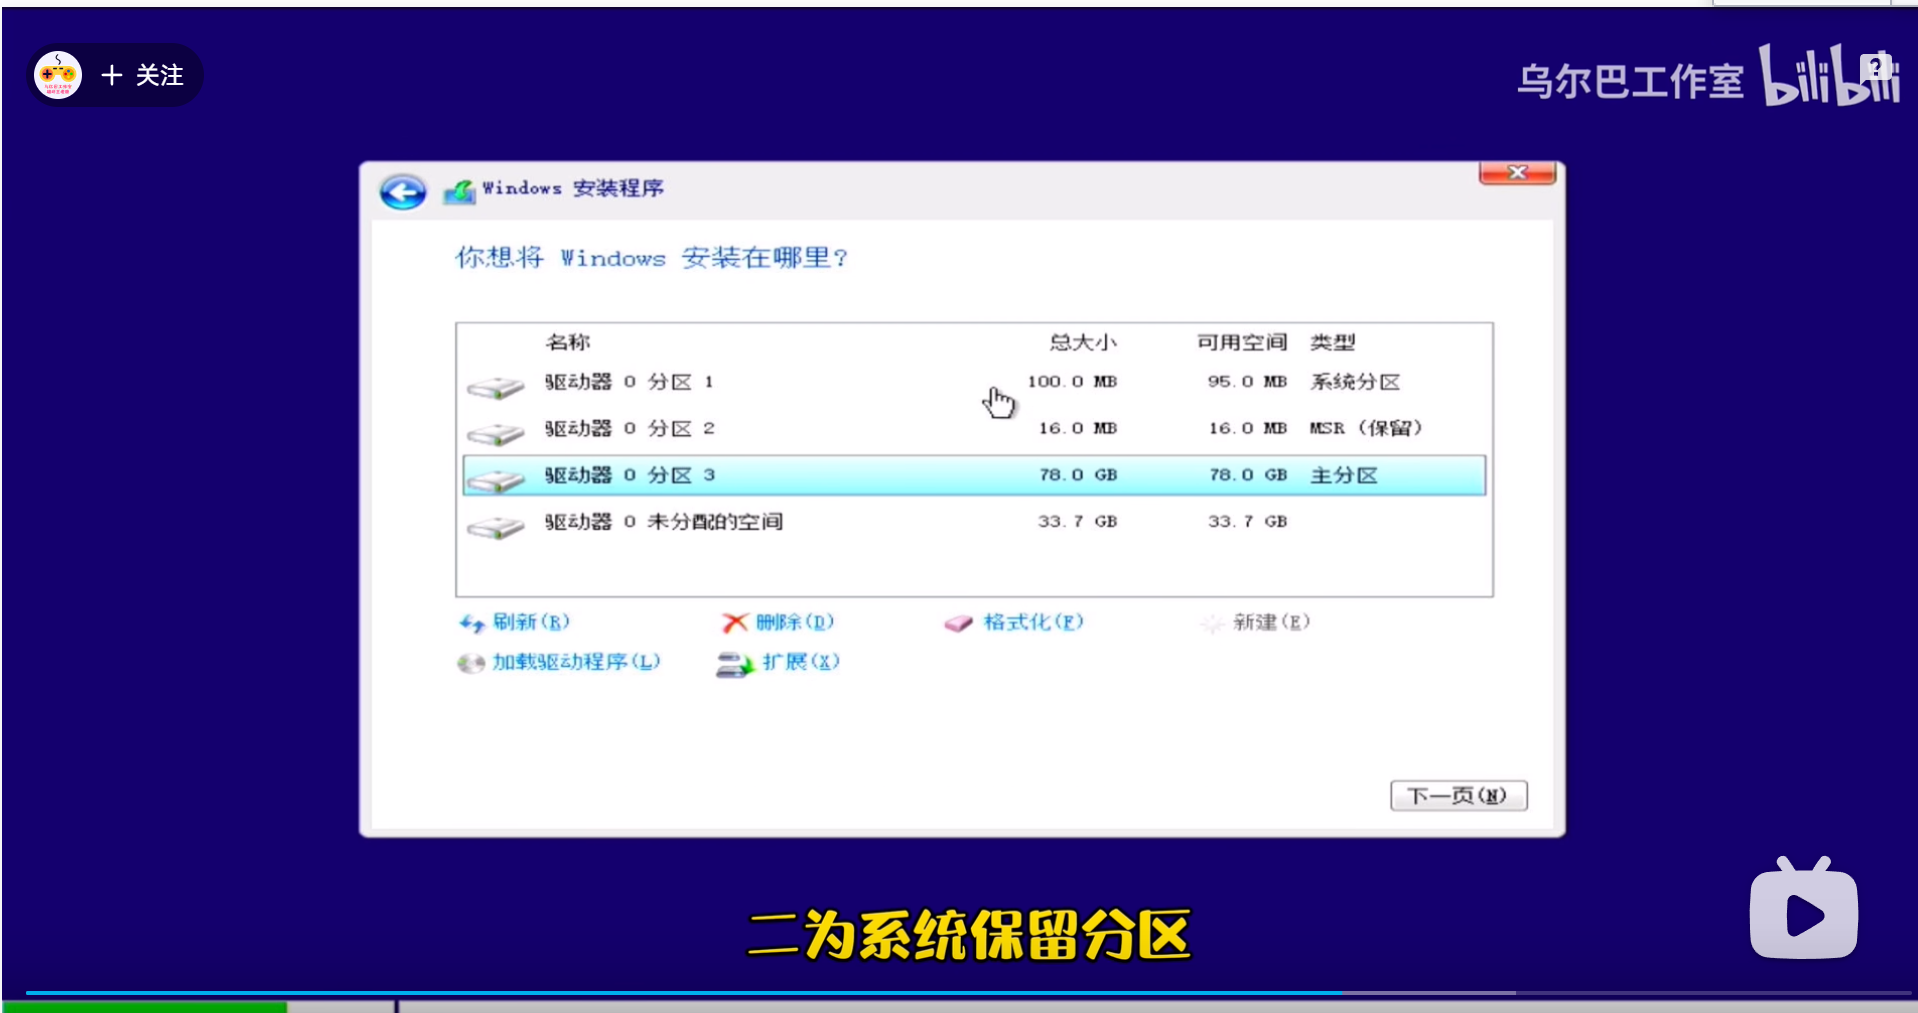 + 关注
乌尔巴工作室 bilibili
?
Windows 安装程序
你想将 Windows 安装在哪里?
名称 总大小 可用空间 类型
驱动器 0 分区 1 100.0 MB 95.0 MB 系统分区
驱动器 0 分区 2 16.0 MB 16.0 MB MSR (保留)
驱动器 0 分区 3 78.0 GB 78.0 GB 主分区
驱动器 0 未分配的空间 33.7 GB 33.7 GB
刷新(R) 删除(D) 格式化(F) 新建(E)
加载驱动程序(L) 扩展(X)
下一页(N)
二为系统保留分区